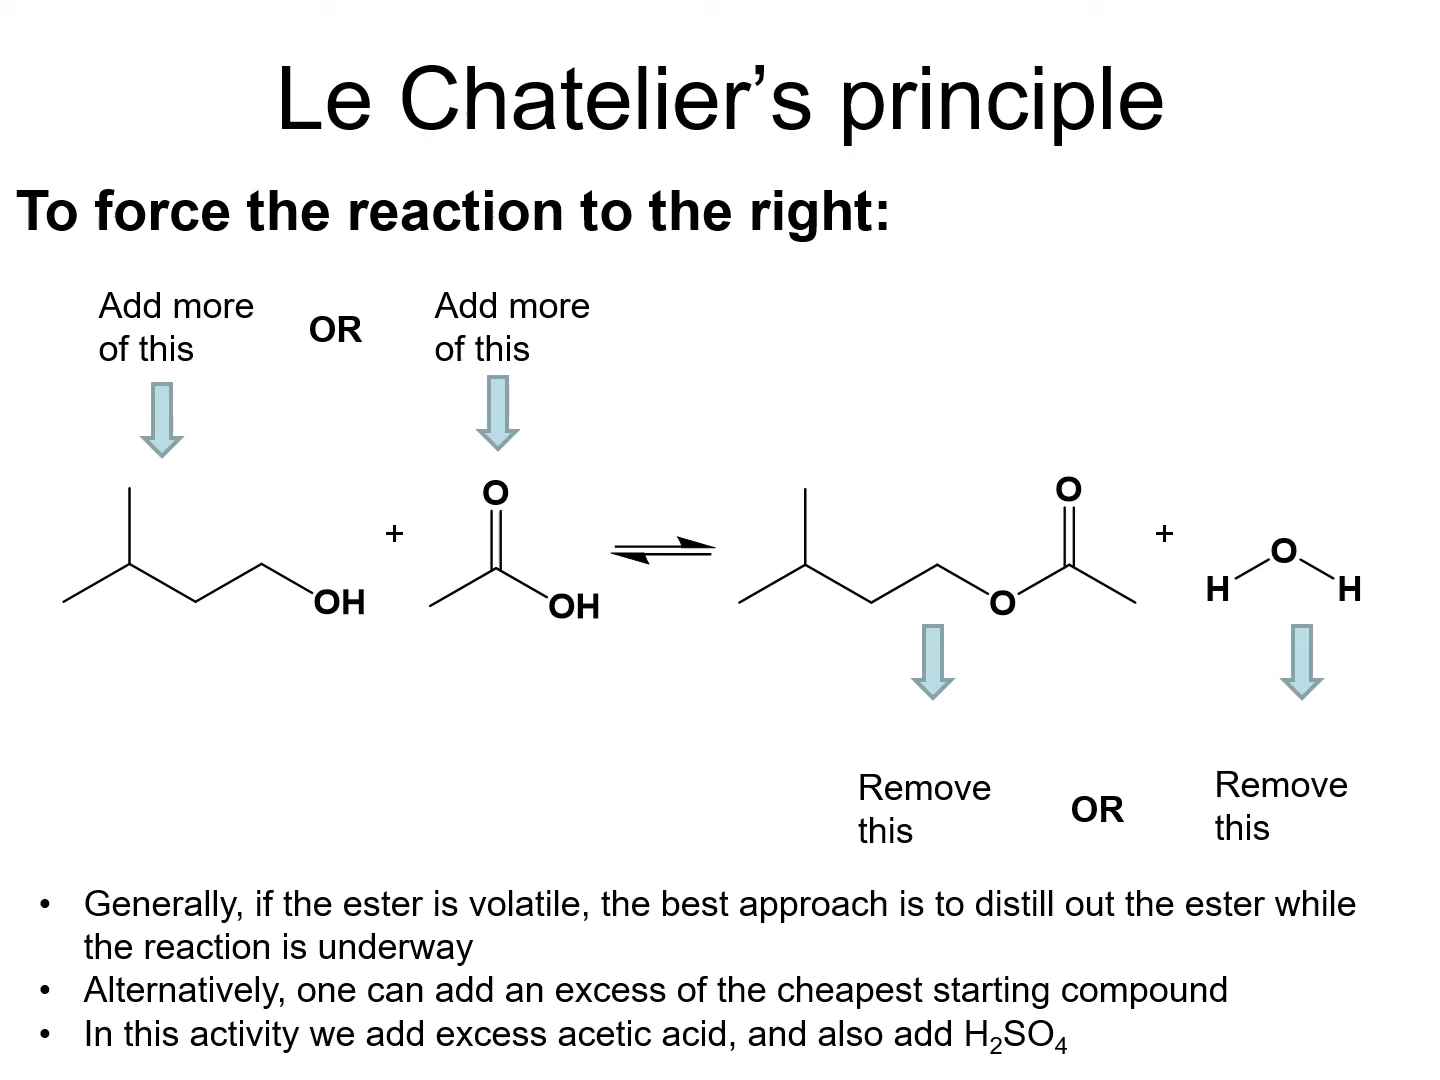 Le Chatelier’s principle
To force the reaction to the right:
Add more
of this
OR
Add more
of this
OH
+
O
OH
O
O
+
H
O
H
Remove
this
OR
Remove
this
• Generally, if the ester is volatile, the best approach is to distill out the ester while
the reaction is underway
• Alternatively, one can add an excess of the cheapest starting compound
• In this activity we add excess acetic acid, and also add H₂SO₄